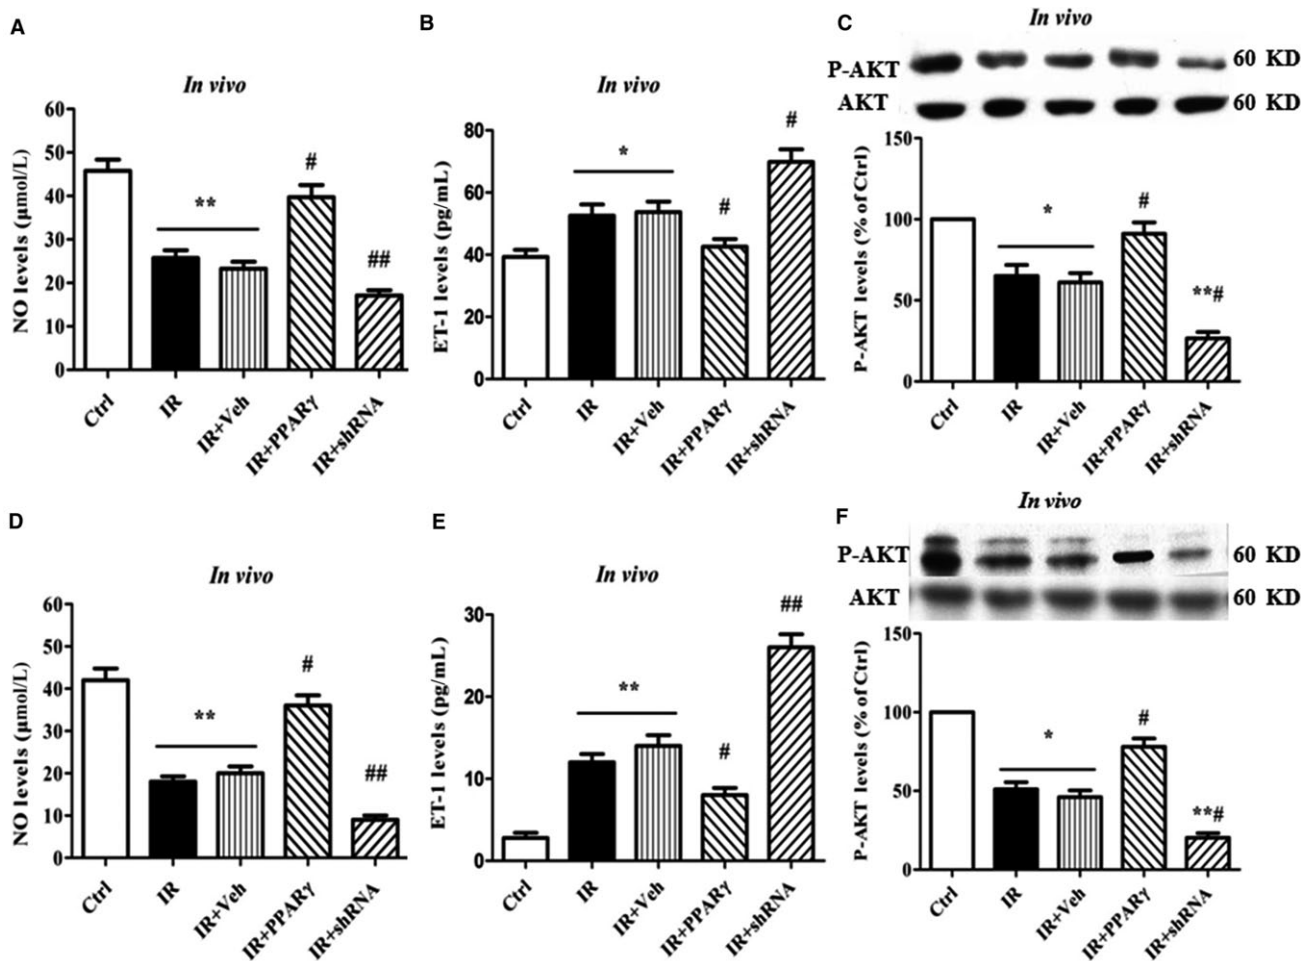 A
In vivo
NO levels (µmol/L)
60
50
40
30
20
10
0
**
#
##
Ctrl
IR
IR+Veh
IR+PPARγ
IR+shRNA
B
In vivo
ET-1 levels (pg/mL)
80
60
40
20
0
*
#
#
Ctrl
IR
IR+Veh
IR+PPARγ
IR+shRNA
C
In vivo
P-AKT
60 KD
AKT
60 KD
P-AKT levels (% of Ctrl)
150
100
50
0
*
#
**#
Ctrl
IR
IR+Veh
IR+PPARγ
IR+shRNA
D
In vivo
NO levels (µmol/L)
60
50
40
30
20
10
0
**
#
##
Ctrl
IR
IR+Veh
IR+PPARγ
IR+shRNA
E
In vivo
ET-1 levels (pg/mL)
30
20
10
0
**
#
##
Ctrl
IR
IR+Veh
IR+PPARγ
IR+shRNA
F
In vivo
P-AKT
60 KD
AKT
60 KD
P-AKT levels (% of Ctrl)
150
100
50
0
*
#
**#
Ctrl
IR
IR+Veh
IR+PPARγ
IR+shRNA